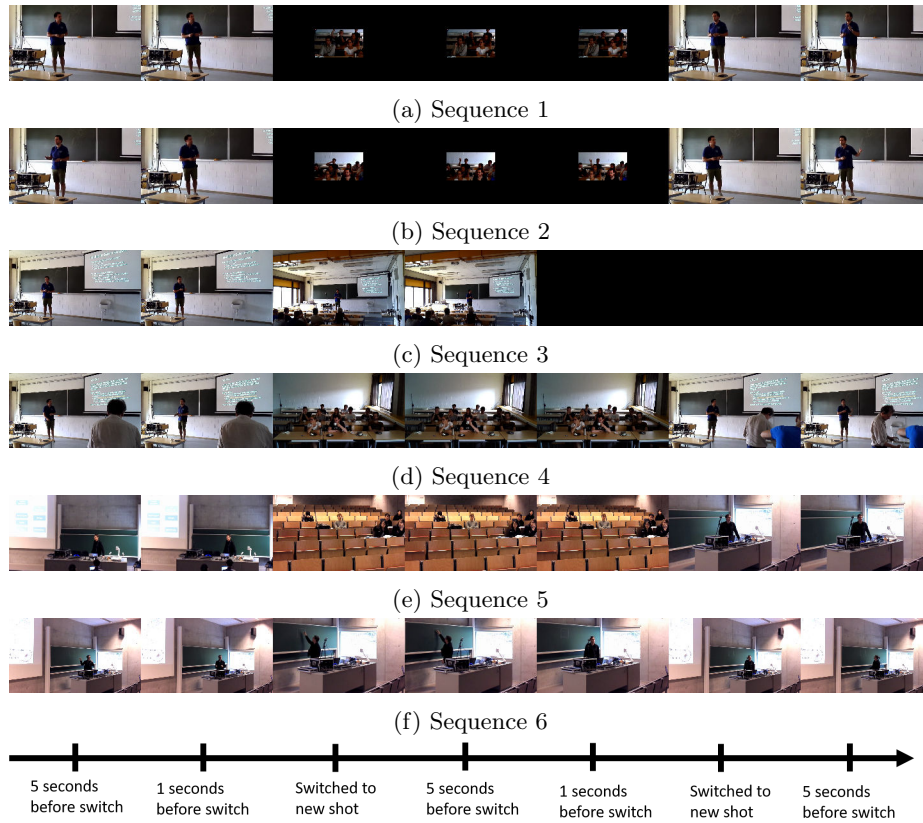 (a) Sequence 1
(b) Sequence 2
(c) Sequence 3
(d) Sequence 4
(e) Sequence 5
(f) Sequence 6
5 seconds
before switch
1 seconds
before switch
Switched to
new shot
5 seconds
before switch
1 seconds
before switch
Switched to
new shot
5 seconds
before switch